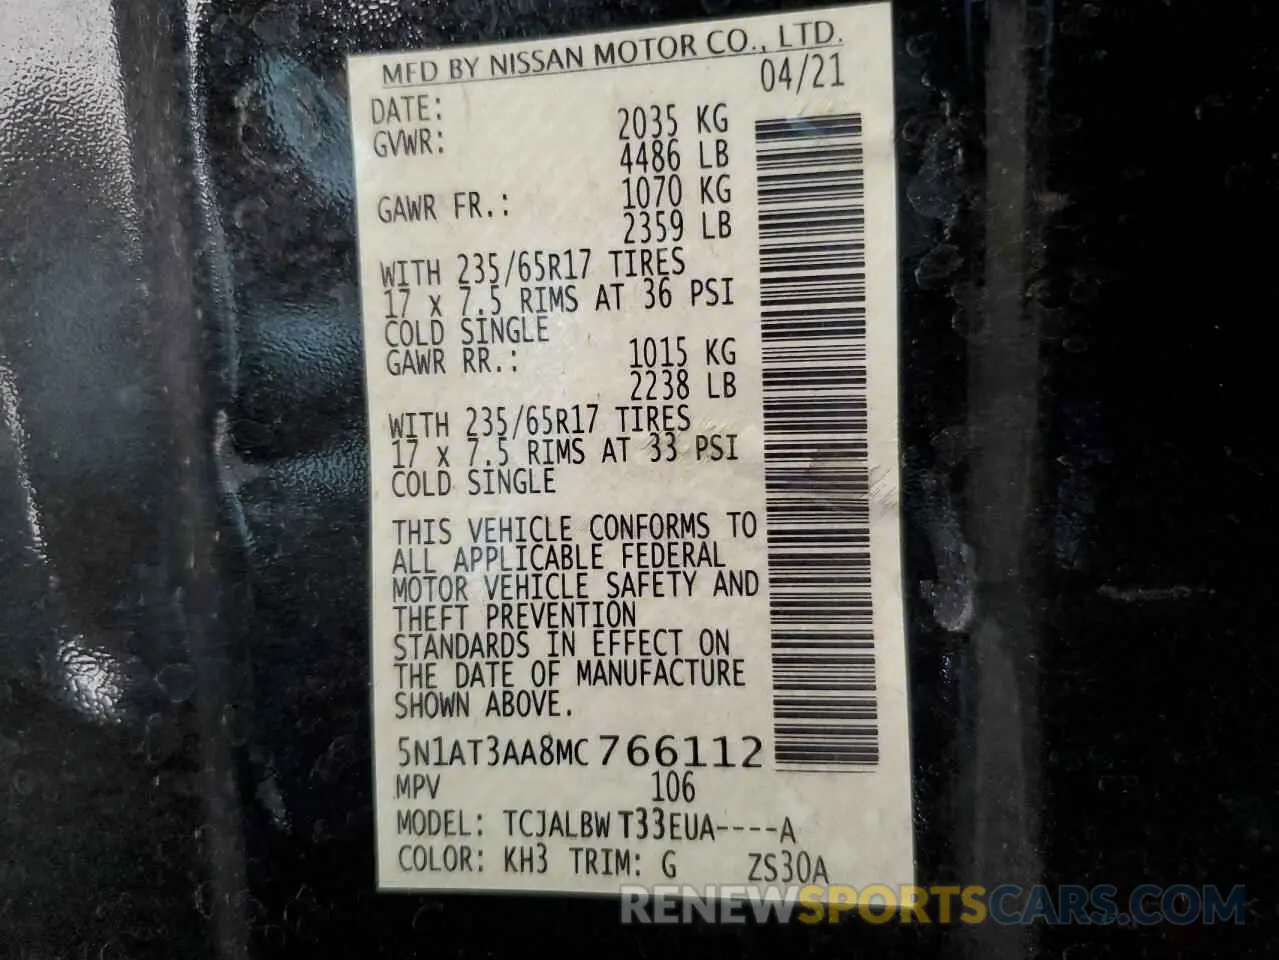 MFD BY NISSAN MOTOR CO., LTD.
DATE: 04/21
GVWR: 2035 KG
4486 LB
GAWR FR.: 1070 KG
2359 LB
WITH 235/65R17 TIRES
17 x 7.5 RIMS AT 36 PSI
COLD SINGLE
GAWR RR.: 1015 KG
2238 LB
WITH 235/65R17 TIRES
17 x 7.5 RIMS AT 33 PSI
COLD SINGLE
THIS VEHICLE CONFORMS TO
ALL APPLICABLE FEDERAL
MOTOR VEHICLE SAFETY AND
THEFT PREVENTION
STANDARDS IN EFFECT ON
THE DATE OF MANUFACTURE
SHOWN ABOVE.
5N1AT3AA8MC 766112
MPV 106
MODEL: TCJALBW T33EUA----A
COLOR: KH3 TRIM: G ZS30A
RENEWSPORTSCARS.COM